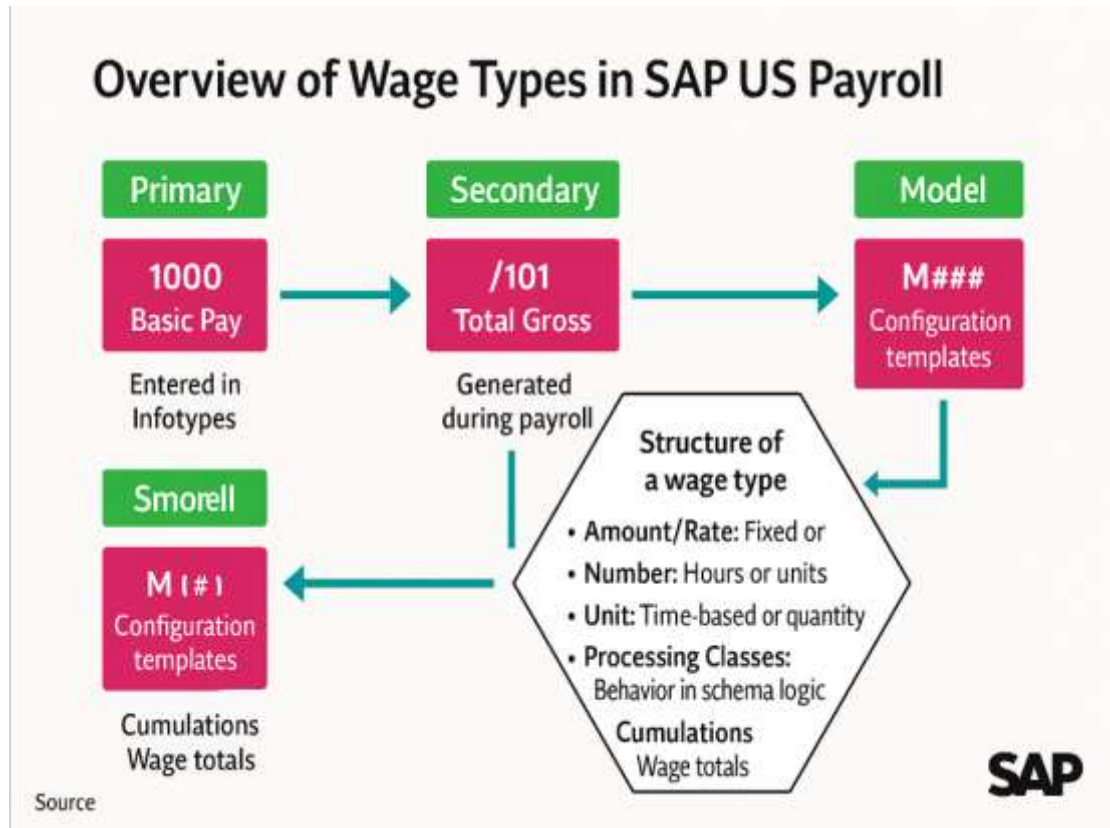 Overview of Wage Types in SAP US Payroll
Primary
1000
Basic Pay
Entered in
Infotypes
Secondary
/101
Total Gross
Generated
during payroll
Model
M###
Configuration
templates
Structure of
a wage type
• Amount/Rate: Fixed or
• Number: Hours or units
• Unit: Time-based or quantity
• Processing Classes:
Behavior in schema logic
Cumulations
Wage totals
Smorell
M (#)
Configuration
templates
Cumulations
Wage totals
Source
SAP